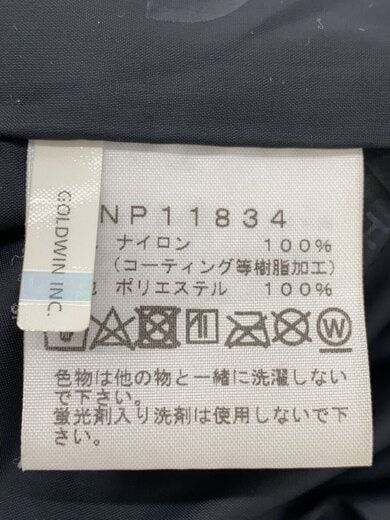 GOLDWIN INC.
NP11834
ナイロン 100%
(コーティング等樹脂加工)
地 ポリエステル 100%
W
色物は他の物と一緒に洗濯しない
で下さい。
蛍光剤入り洗剤は使用しないで下
さい。